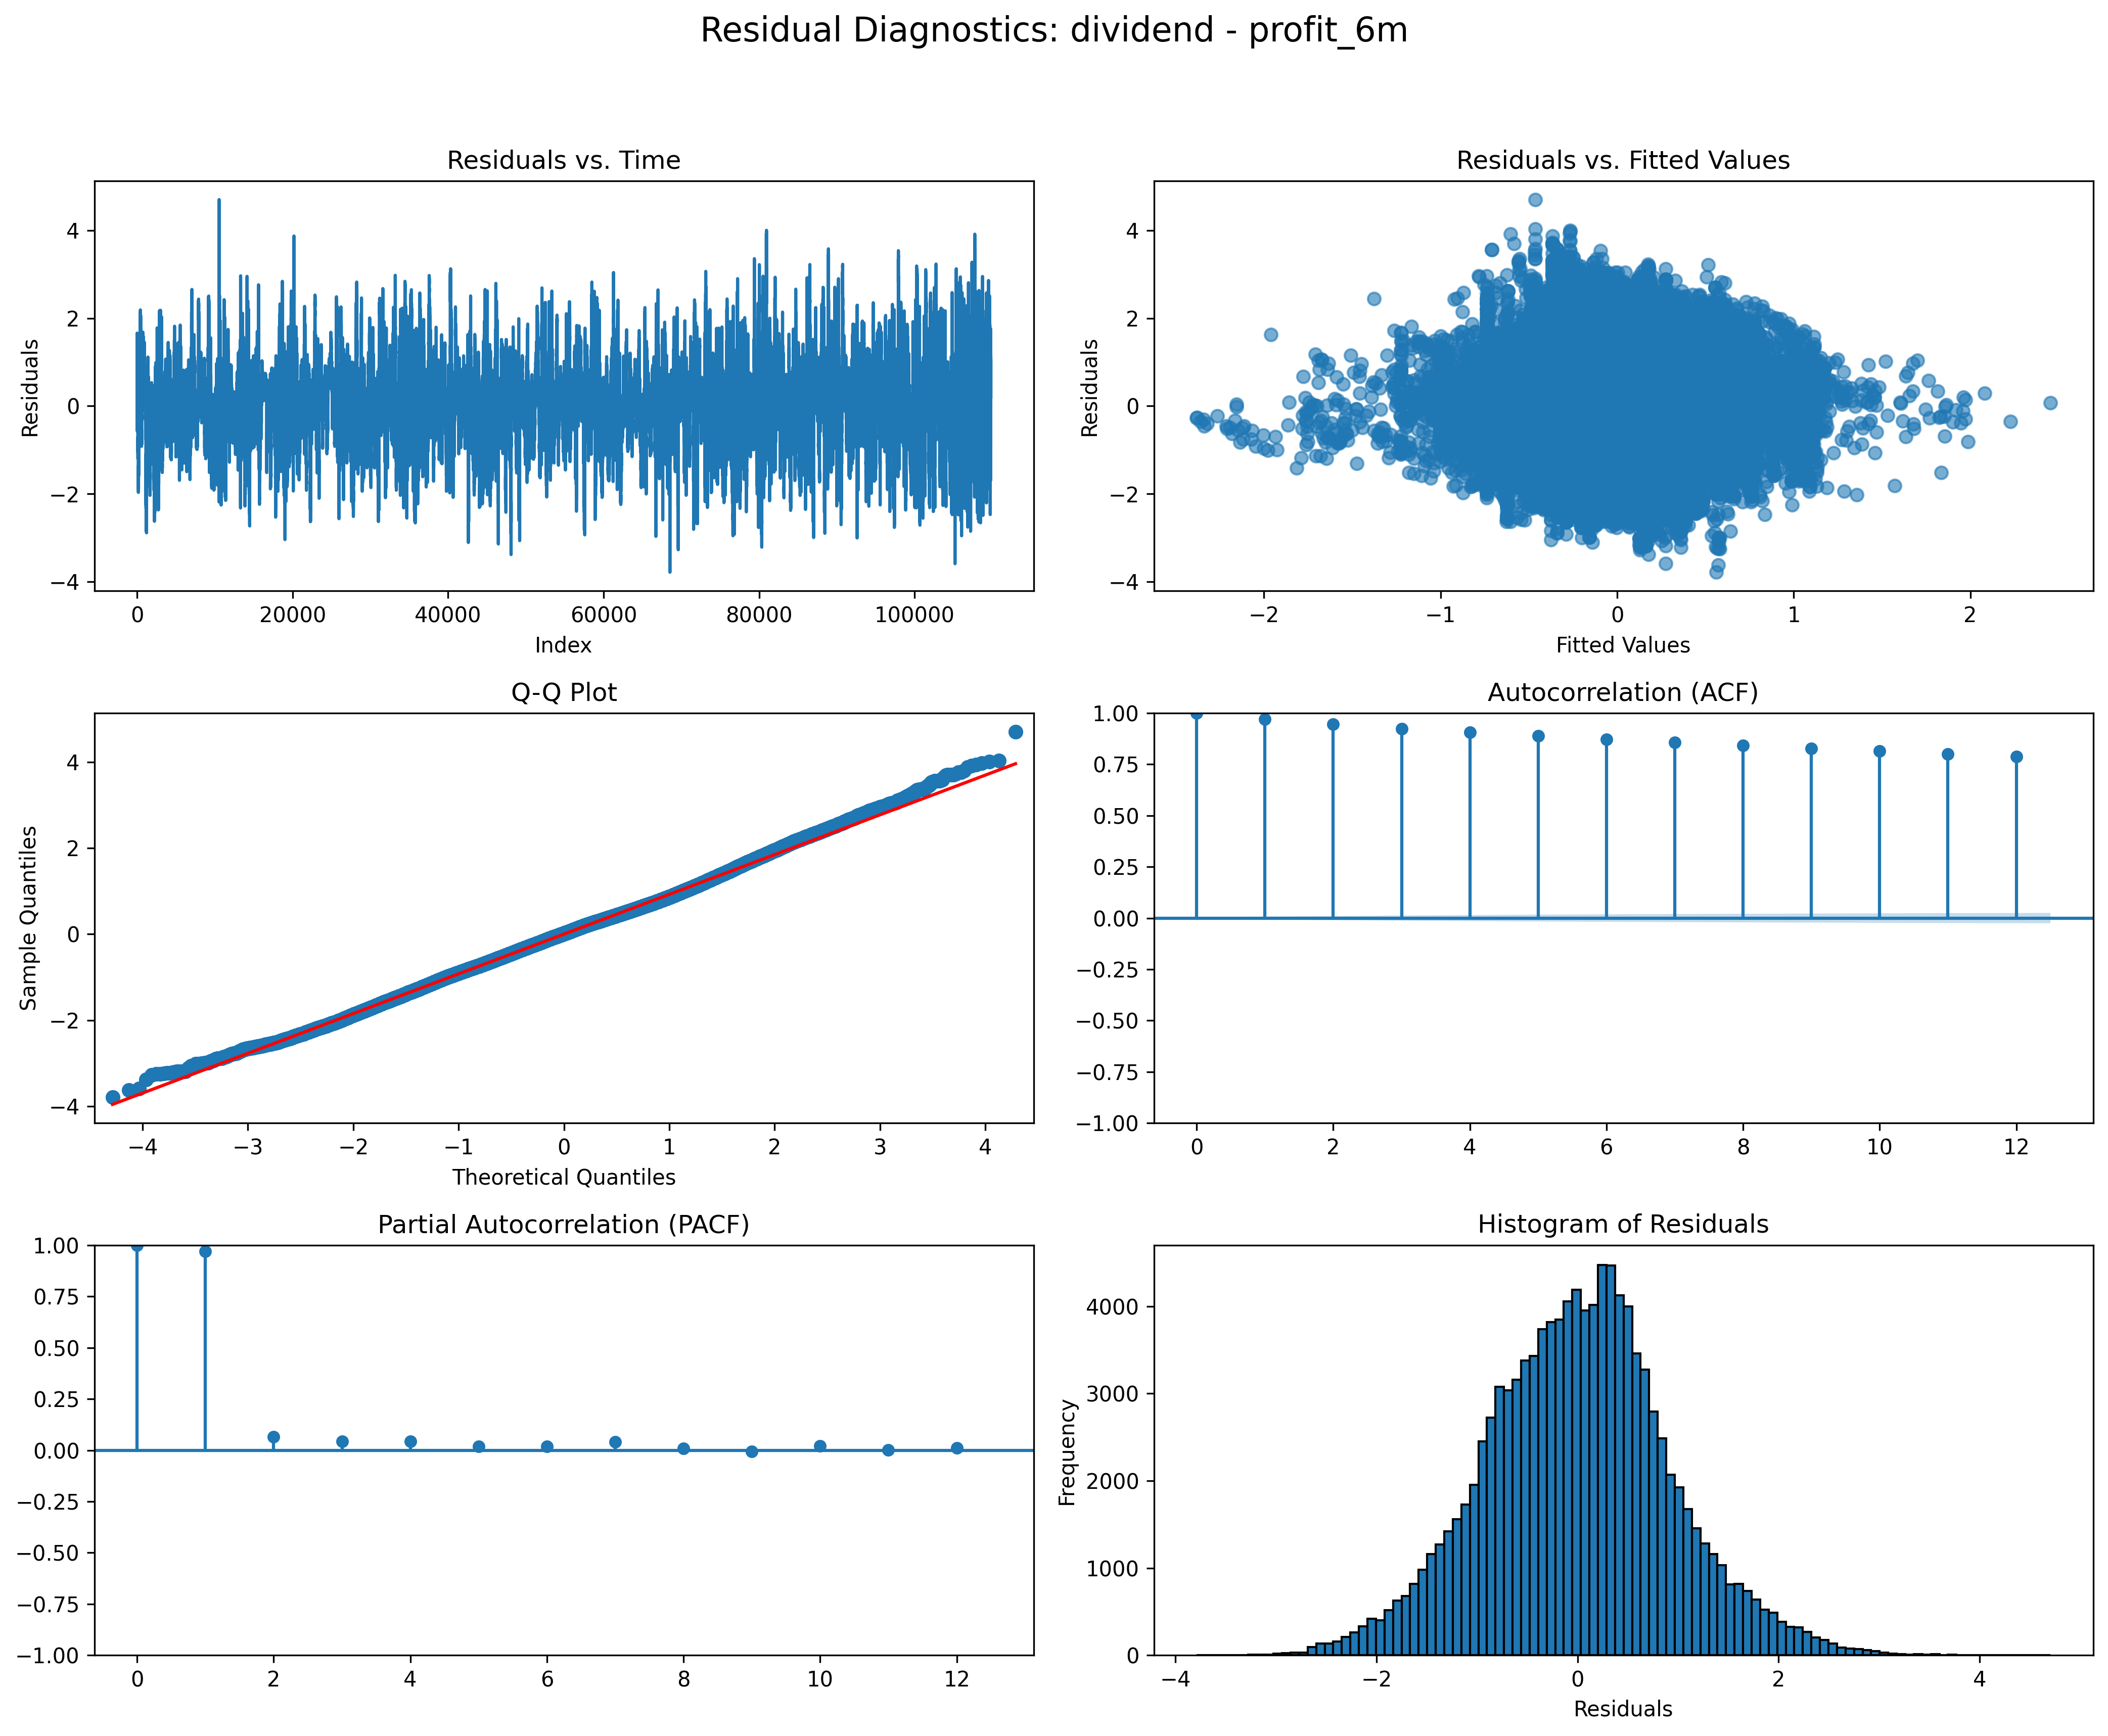 Residual Diagnostics: dividend - profit_6m
Residuals vs. Time
Residuals
4
2
0
−2
−4
0 20000 40000 60000 80000 100000
Index
Residuals vs. Fitted Values
Residuals
4
2
0
−2
−4
−2 −1 0 1 2
Fitted Values
Q-Q Plot
Sample Quantiles
4
2
0
−2
−4
−4 −3 −2 −1 0 1 2 3 4
Theoretical Quantiles
Autocorrelation (ACF)
1.00
0.75
0.50
0.25
0.00
−0.25
−0.50
−0.75
−1.00
0 2 4 6 8 10 12
Partial Autocorrelation (PACF)
1.00
0.75
0.50
0.25
0.00
−0.25
−0.50
−0.75
−1.00
0 2 4 6 8 10 12
Histogram of Residuals
Frequency
4000
3000
2000
1000
0
−4 −2 0 2 4
Residuals